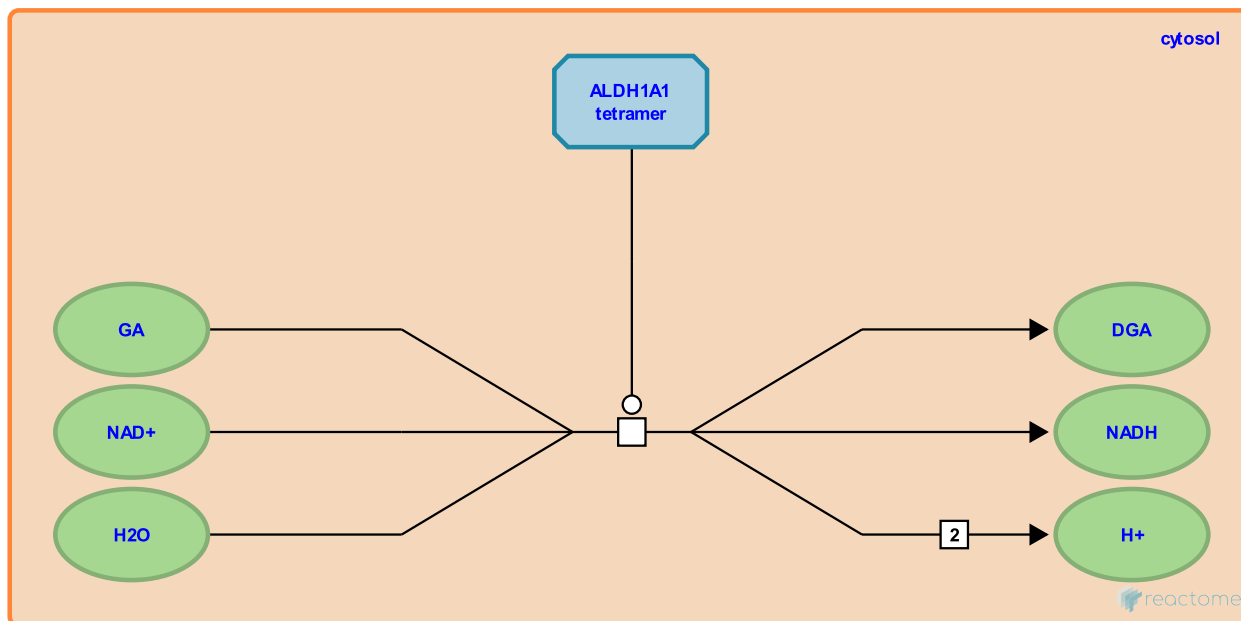 cytosol
ALDH1A1
tetramer
GA
DGA
NAD+
NADH
H2O
2
H+
reactome